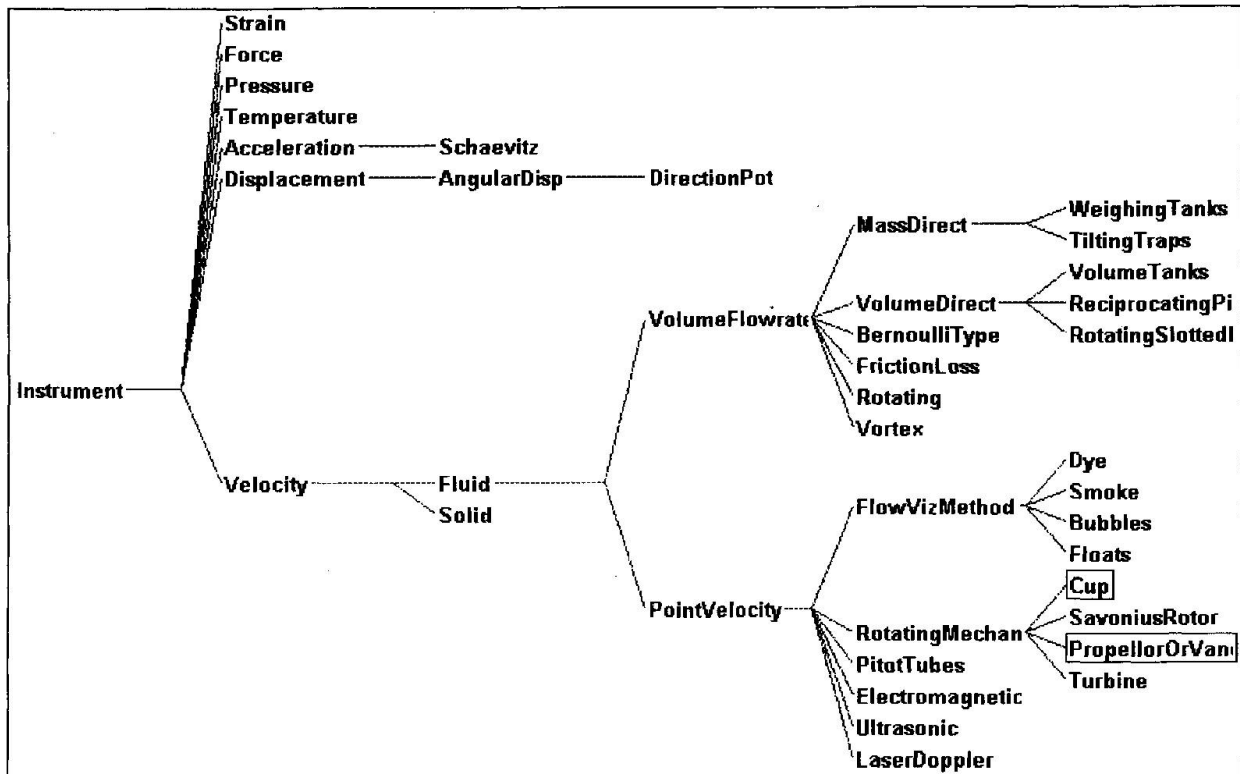 Strain
Force
Pressure
Temperature
Acceleration
Schaevitz
Displacement
AngularDisp
DirectionPot
WeighingTanks
MassDirect
TiltingTraps
VolumeTanks
VolumeDirect
ReciprocatingPi
VolumeFlowrate
BernoulliType
RotatingSlotted
FrictionLoss
Instrument
Rotating
Vortex
Dye
Velocity
Fluid
Smoke
FlowVizMethod
Solid
Bubbles
Floats
Cup
PointVelocity
SavoniusRotor
RotatingMechan
PropellorOrVan
PitotTubes
Turbine
Electromagnetic
Ultrasonic
LaserDoppler